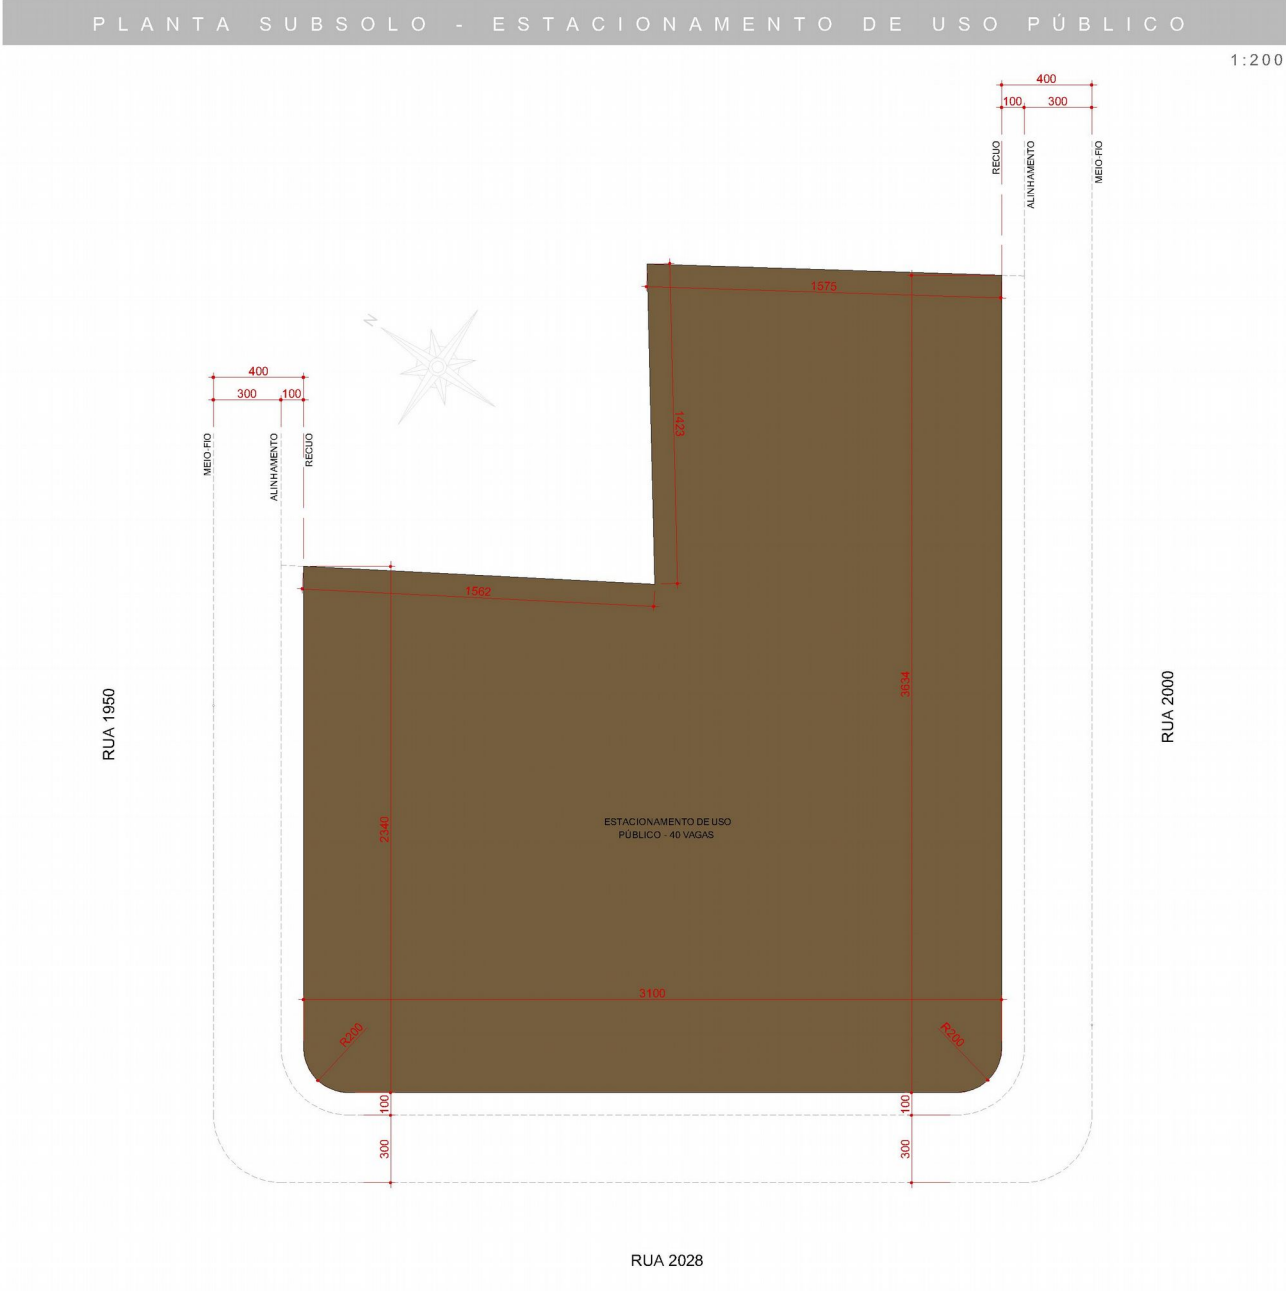 PLANTA SUBSOLO - ESTACIONAMENTO DE USO PÚBLICO
1:200
400
100
300
RECUO
ALINHAMENTO
MEIO-FIO
1575
N
400
300
100
1423
MEIO-FIO
ALINHAMENTO
RECUO
1562
3634
RUA 1950
RUA 2000
2340
ESTACIONAMENTO DE USO
PÚBLICO - 40 VAGAS
3100
R200
R200
100
100
300
300
RUA 2028